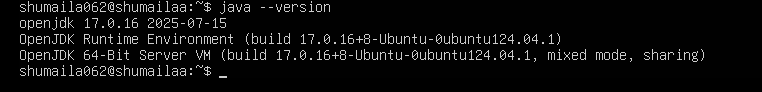 shumaila062@shumailaa:~$ java --version
openjdk 17.0.16 2025-07-15
OpenJDK Runtime Environment (build 17.0.16+8-Ubuntu-0ubuntu124.04.1)
OpenJDK 64-Bit Server VM (build 17.0.16+8-Ubuntu-0ubuntu124.04.1, mixed mode, sharing)
shumaila062@shumailaa:~$ _